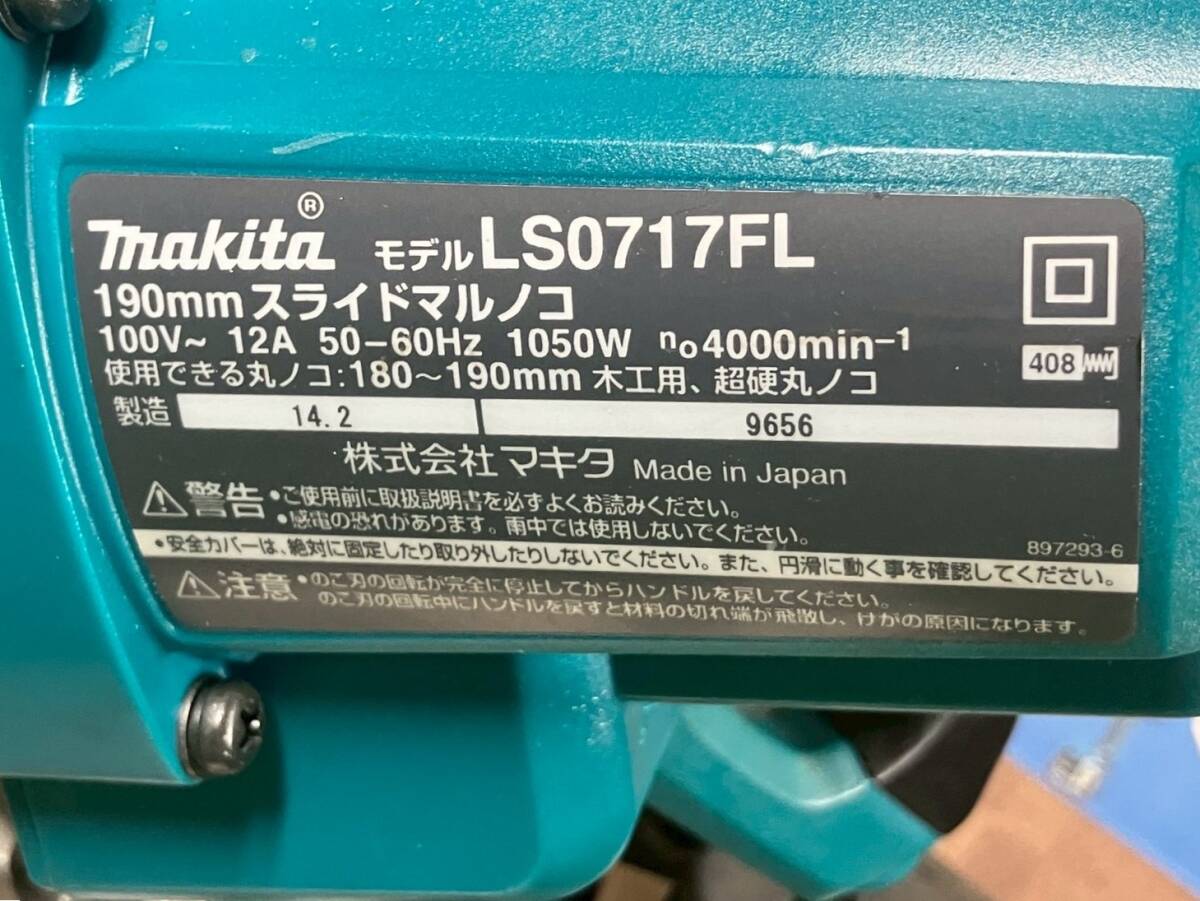 makita® モデル LS0717FL
190mm スライドマルノコ
100V~ 12A 50-60Hz 1050W n₀4000min-1
408
使用できる丸ノコ:180~190mm 木工用、超硬丸ノコ
製造 14.2 9656
株式会社マキタ Made in Japan
警告 •ご使用前に取扱説明書を必ずよくお読みください。
•感電の恐れがあります。雨中では使用しないでください。
897293-6
•安全カバーは、絶対に固定したり取り外したりしないでください。また、円滑に動く事を確認してください。
注意 •のこ刃の回転が完全に停止してからハンドルを戻してください。
のこ刃の回転中にハンドルを戻すと材料の切れ端が飛散し、けがの原因になります。